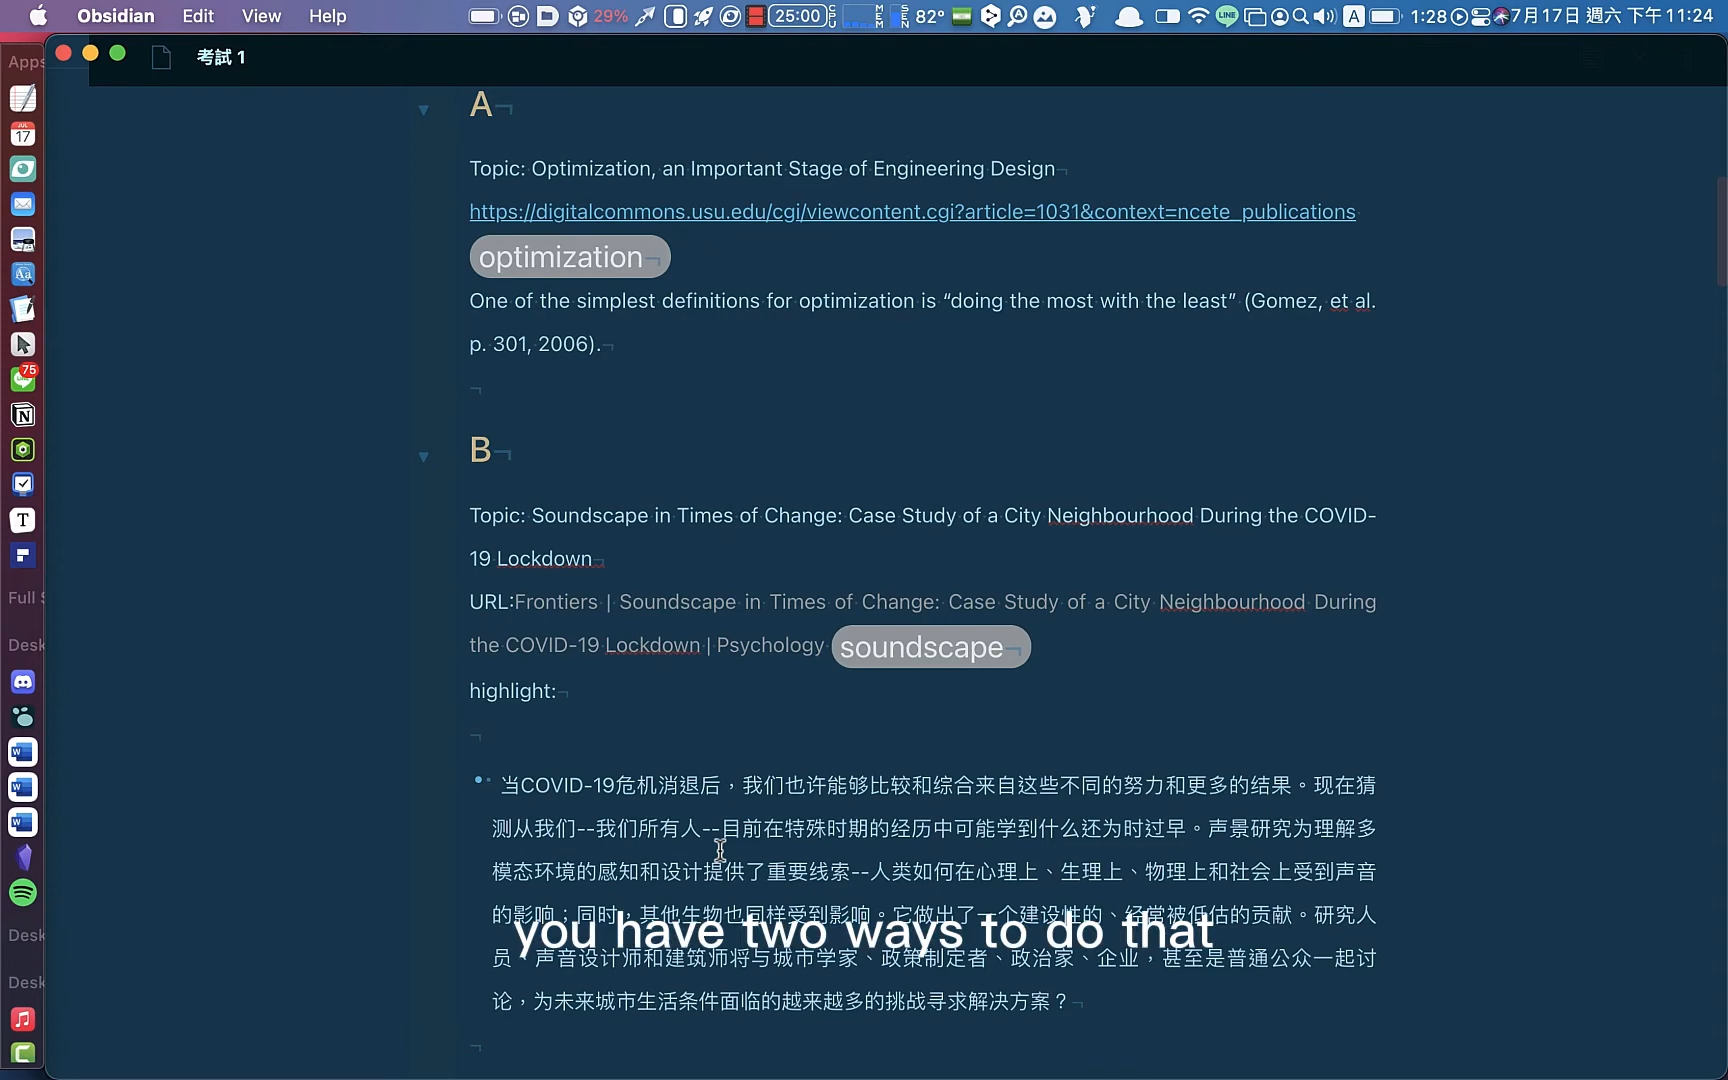 Obsidian Edit View Help 29% 25:00 82° LINE A 1:28 7月17日 週六 下午11:24
Apps
考試 1
A
JUL
17
Topic: Optimization, an Important Stage of Engineering Design
https://digitalcommons.usu.edu/cgi/viewcontent.cgi?article=1031&context=ncete_publications
optimization
One of the simplest definitions for optimization is “doing the most with the least” (Gomez, et al.
p. 301, 2006).
75
B
Topic: Soundscape in Times of Change: Case Study of a City Neighbourhood During the COVID-
19 Lockdown
Full
URL:Frontiers | Soundscape in Times of Change: Case Study of a City Neighbourhood During
the COVID-19 Lockdown | Psychology soundscape
Desk
highlight:
当COVID-19危机消退后，我们也许能够比较和综合来自这些不同的努力和更多的结果。现在猜
测从我们--我们所有人--目前在特殊时期的经历中可能学到什么还为时过早。声景研究为理解多
模态环境的感知和设计提供了重要线索--人类如何在心理上、生理上、物理上和社会上受到声音
的影响；同时，其他生物也同样受到影响。它做出了一个建设性的、经常被低估的贡献。研究人
you have two ways to do that
Desk
员、声音设计师和建筑师将与城市学家、政策制定者、政治家、企业，甚至是普通公众一起讨
Desk
论，为未来城市生活条件面临的越来越多的挑战寻求解决方案？